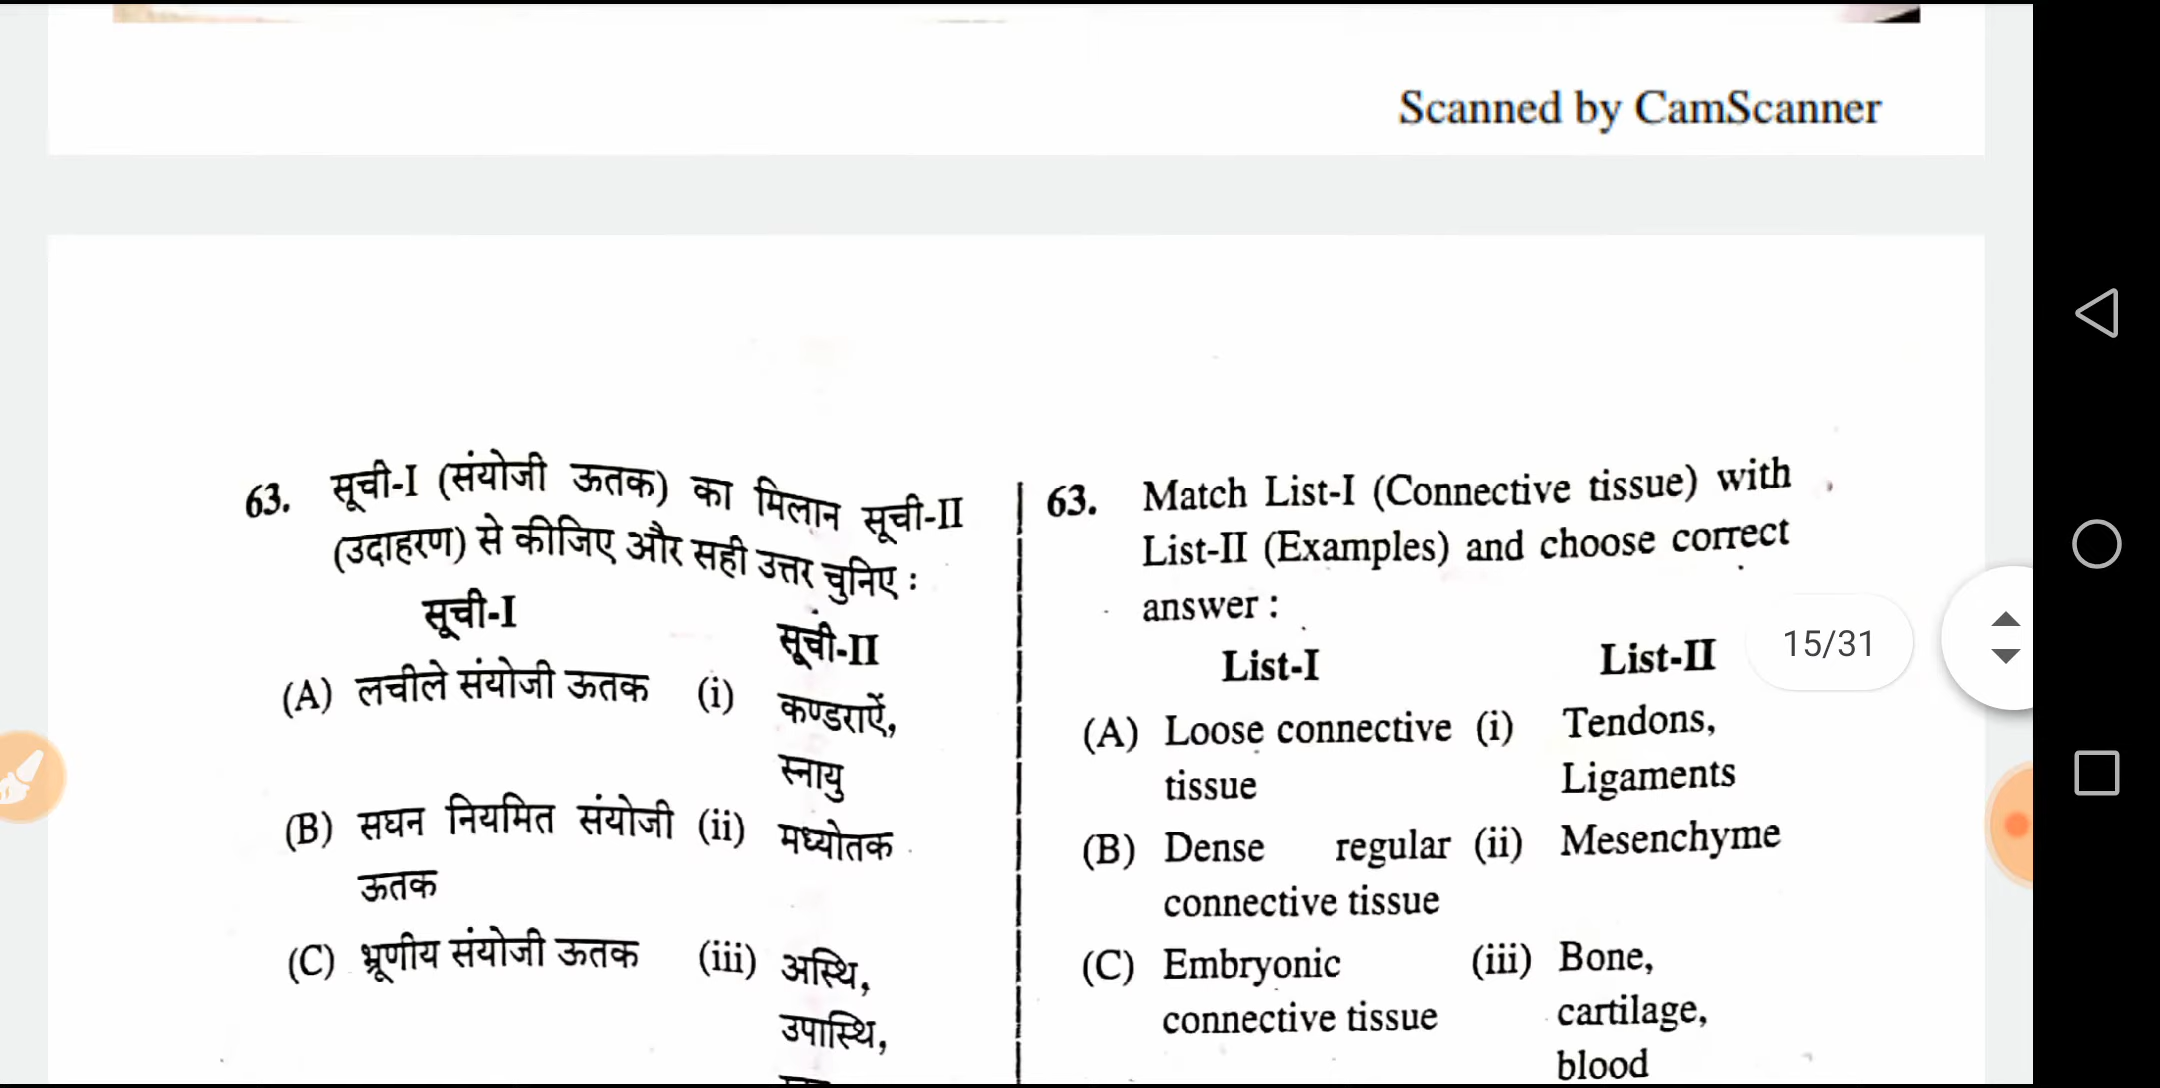 Scanned by CamScanner
63. सूची-I (संयोजी ऊतक) का मिलान सूची-II
(उदाहरण) से कीजिए और सही उत्तर चुनिए :
सूची-I
सूची-II
(A) लचीले संयोजी ऊतक (i) कण्डराऐं,
स्नायु
(B) सघन नियमित संयोजी (ii) मध्योतक
ऊतक
(C) भ्रूणीय संयोजी ऊतक (iii) अस्थि,
उपास्थि,
63. Match List-I (Connective tissue) with
List-II (Examples) and choose correct
answer :
List-I List-II
(A) Loose connective (i) Tendons,
tissue Ligaments
(B) Dense regular (ii) Mesenchyme
connective tissue
(C) Embryonic (iii) Bone,
connective tissue cartilage,
blood
15/31